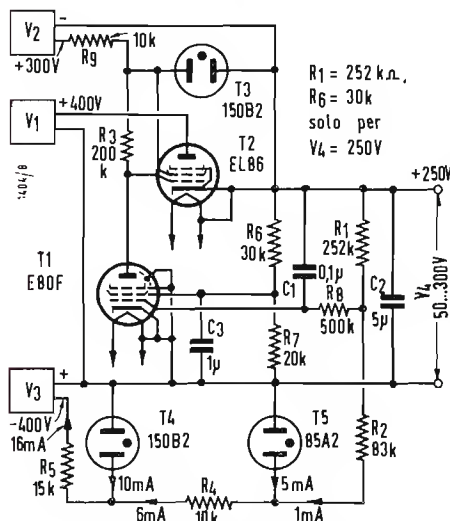 V2
−
+300V
R9
10k
T3
150B2
R1 = 252 kΩ,
R6 = 30k
solo per
V4 = 250V
V1
+400V
R3
200
k
T2
EL86
1404/8
+250V
T1
E80F
R6
30k
C1
0,1µ
R1
252k
C2
5µ
V4
50...300V
R8
500k
C3
1µ
R7
20k
V3
+
-400V
16mA
T4
150B2
T5
85A2
R2
83k
R5
15k
10mA
R4
10k
6mA
5mA
1mA